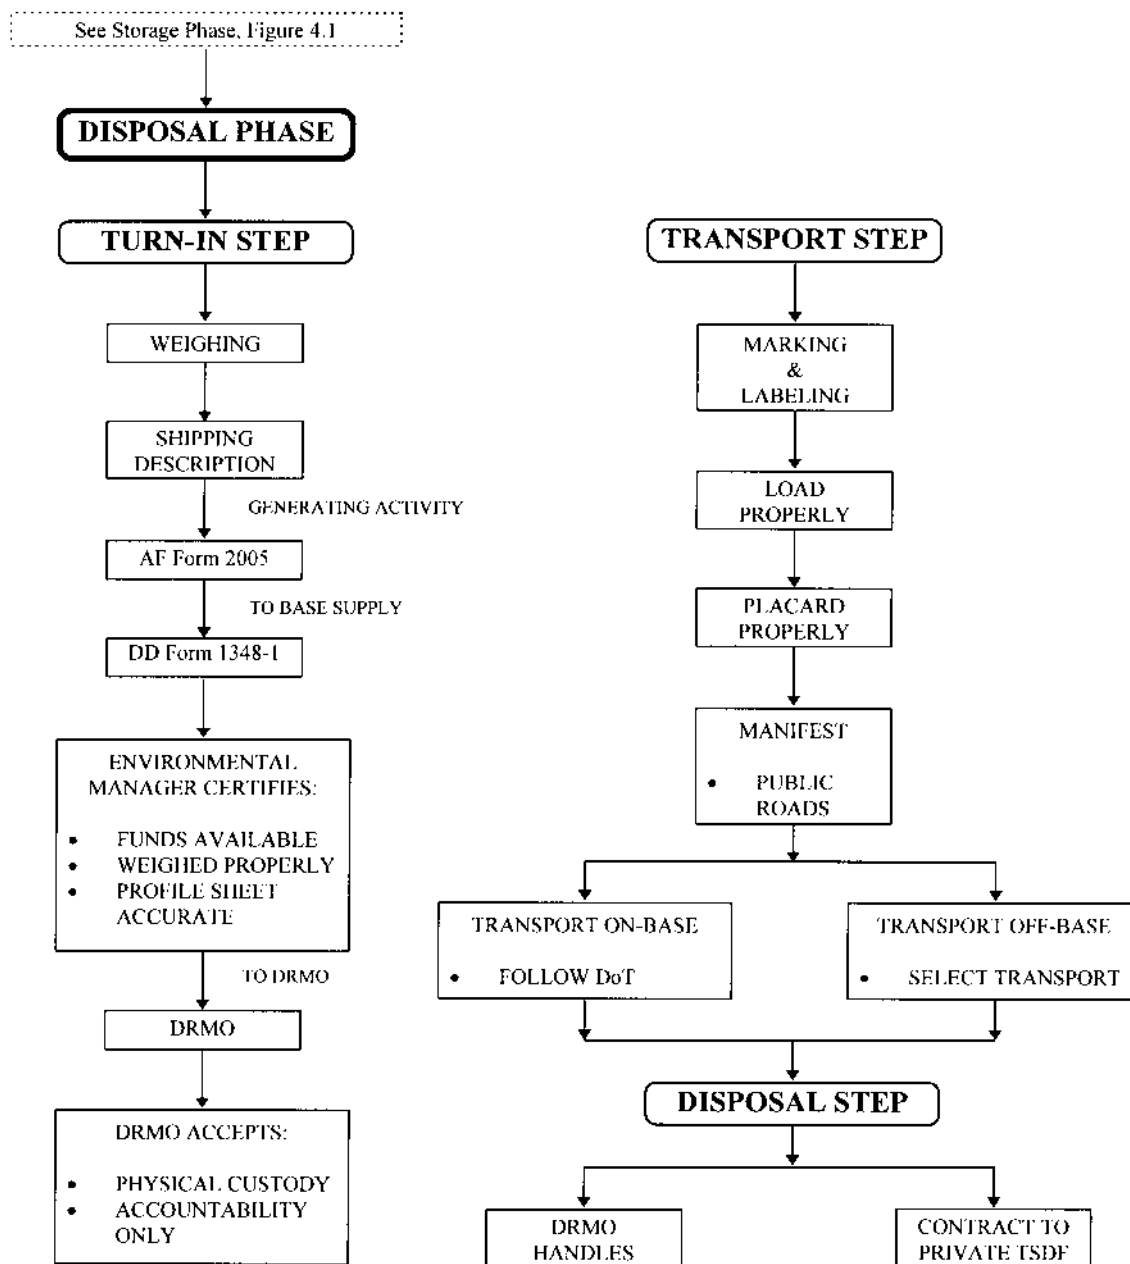 See Storage Phase, Figure 4.1
DISPOSAL PHASE
TURN-IN STEP
WEIGHING
SHIPPING
DESCRIPTION
GENERATING ACTIVITY
AF Form 2005
TO BASE SUPPLY
DD Form 1348-1
ENVIRONMENTAL
MANAGER CERTIFIES:
• FUNDS AVAILABLE
• WEIGHED PROPERLY
• PROFILE SHEET
ACCURATE
TO DRMO
DRMO
DRMO ACCEPTS:
• PHYSICAL CUSTODY
• ACCOUNTABILITY
ONLY
TRANSPORT STEP
MARKING
&
LABELING
LOAD
PROPERLY
PLACARD
PROPERLY
MANIFEST
• PUBLIC
ROADS
TRANSPORT ON-BASE
• FOLLOW DoT
TRANSPORT OFF-BASE
• SELECT TRANSPORT
DISPOSAL STEP
DRMO
HANDLES
CONTRACT TO
PRIVATE TSDF